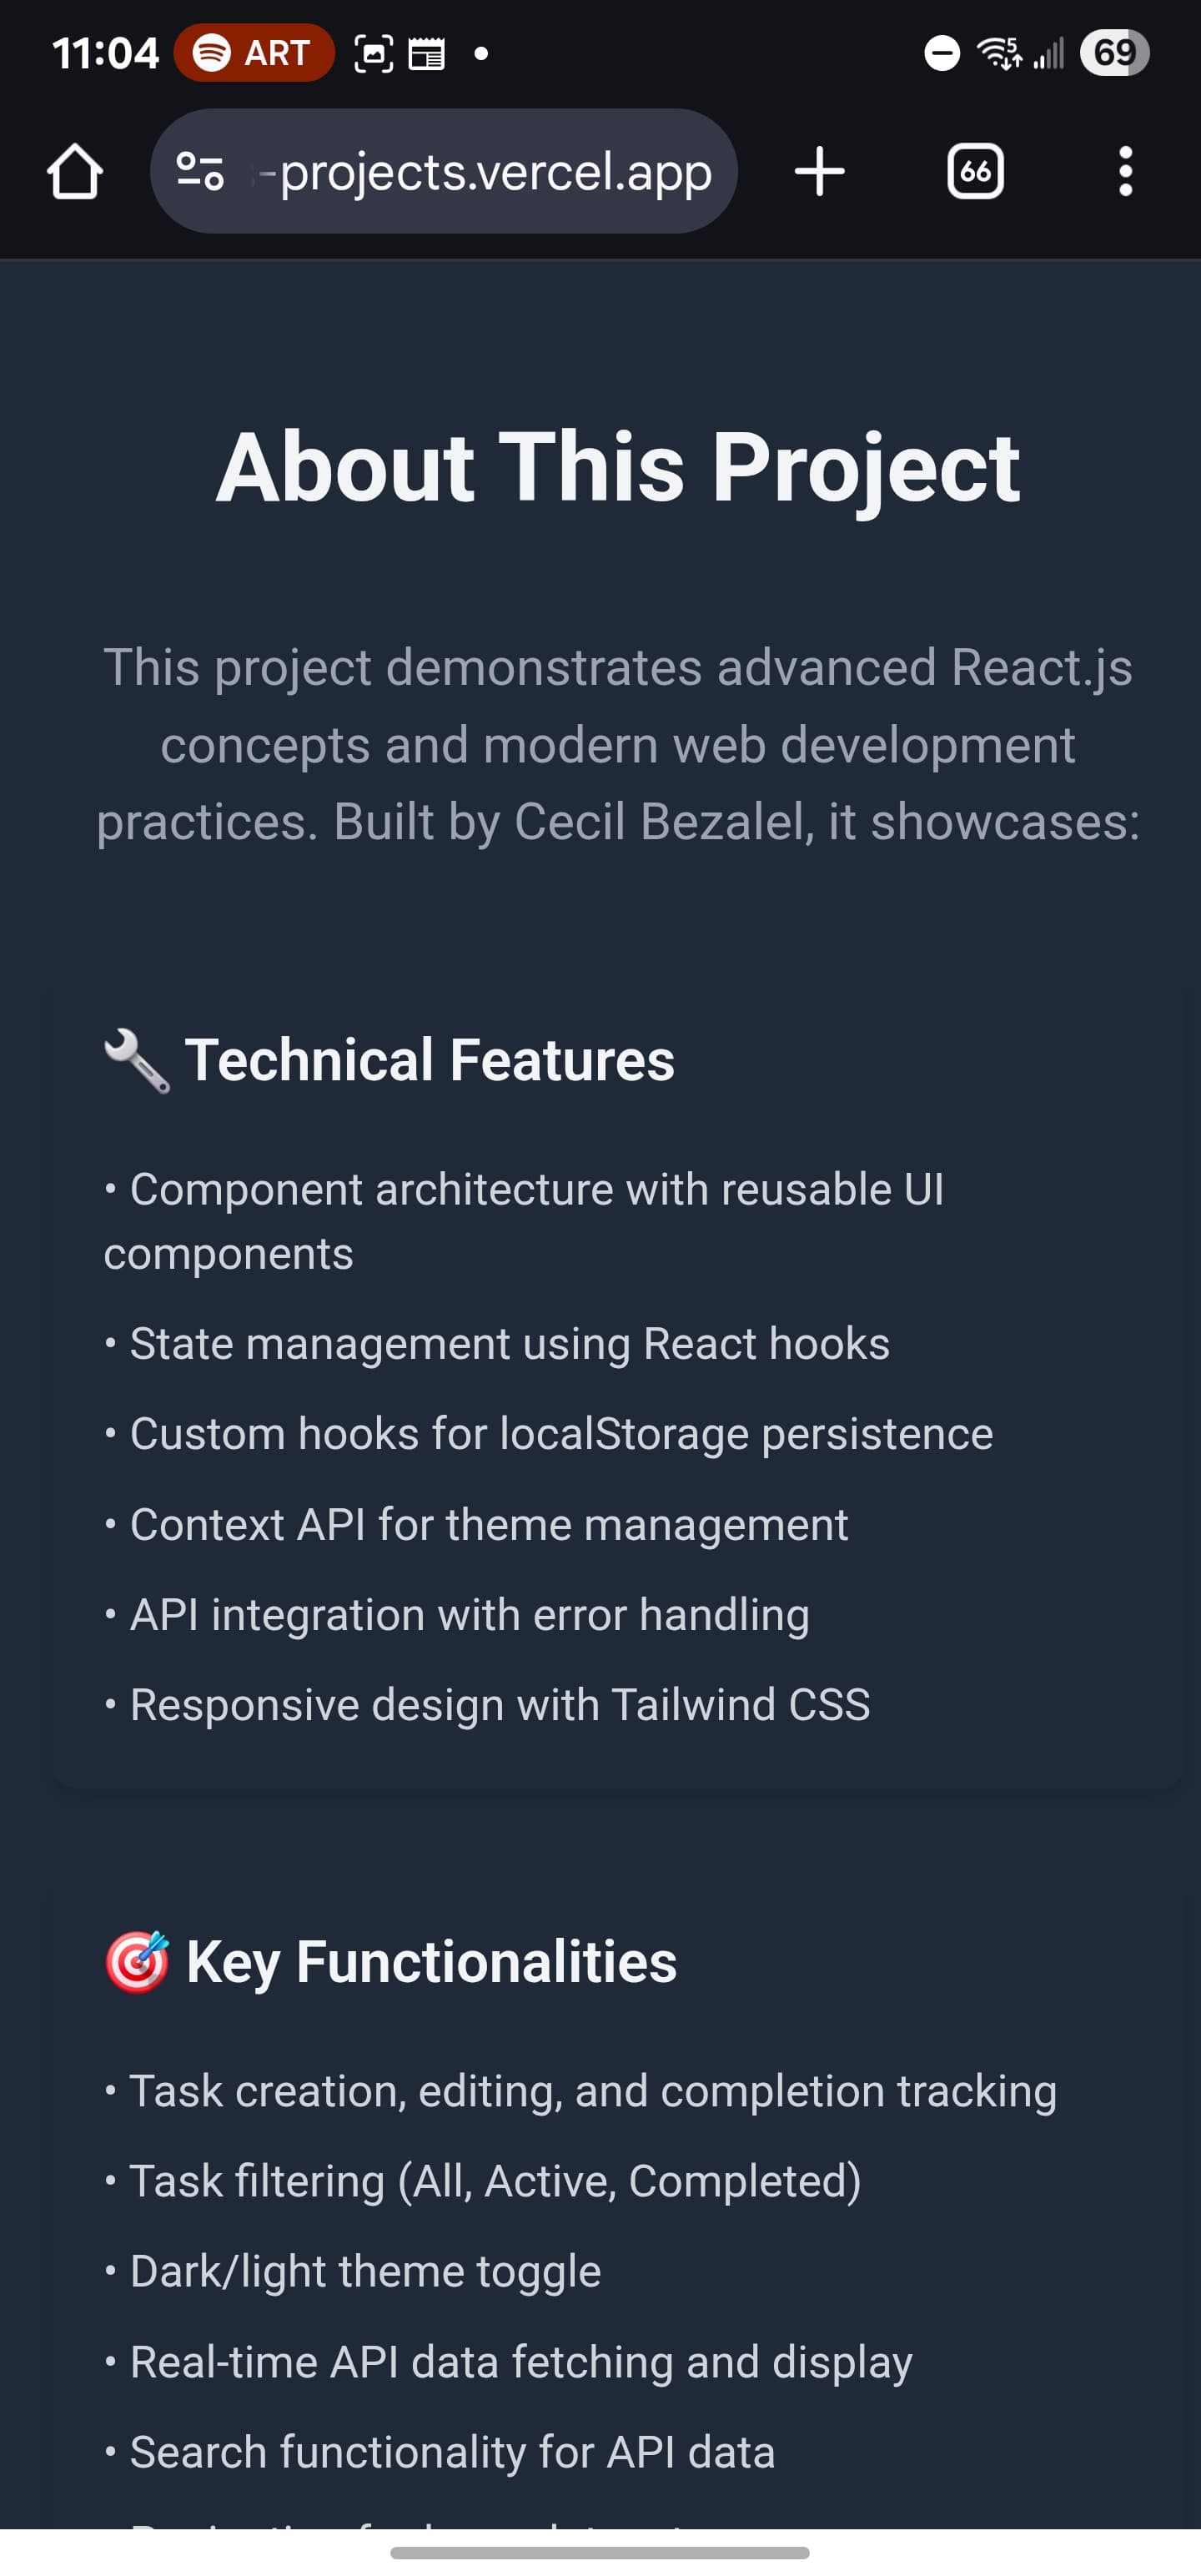 11:04 ART 69
-projects.vercel.app 66
About This Project
This project demonstrates advanced React.js
concepts and modern web development
practices. Built by Cecil Bezalel, it showcases:
🔧 Technical Features
• Component architecture with reusable UI
components
• State management using React hooks
• Custom hooks for localStorage persistence
• Context API for theme management
• API integration with error handling
• Responsive design with Tailwind CSS
🎯 Key Functionalities
• Task creation, editing, and completion tracking
• Task filtering (All, Active, Completed)
• Dark/light theme toggle
• Real-time API data fetching and display
• Search functionality for API data